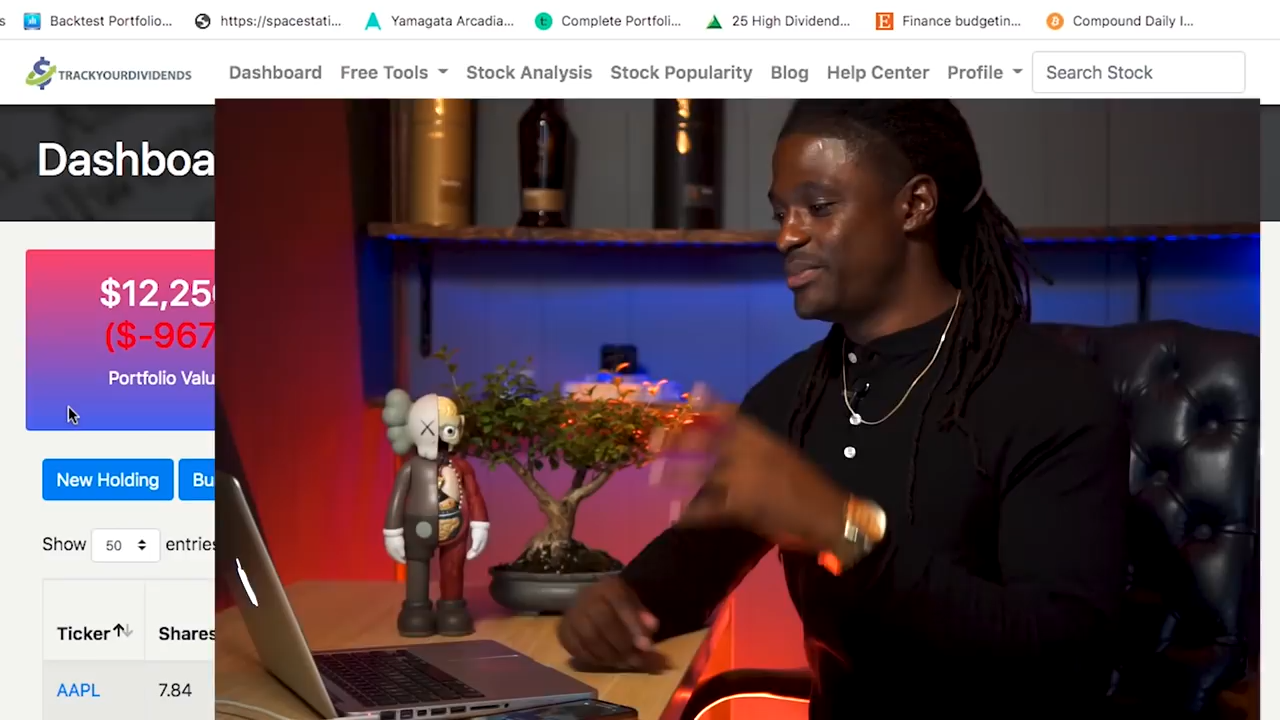 s Backtest Portfolio... https://spacestati... Yamagata Arcadia... Complete Portfoli... 25 High Dividend... Finance budgetin... Compound Daily I...
TRACKYOURDIVIDENDS Dashboard Free Tools Stock Analysis Stock Popularity Blog Help Center Profile Search Stock
Dashboa
$12,250
($-967
Portfolio Valu
New Holding Bu
Show 50 entries
Ticker Shares
AAPL 7.84